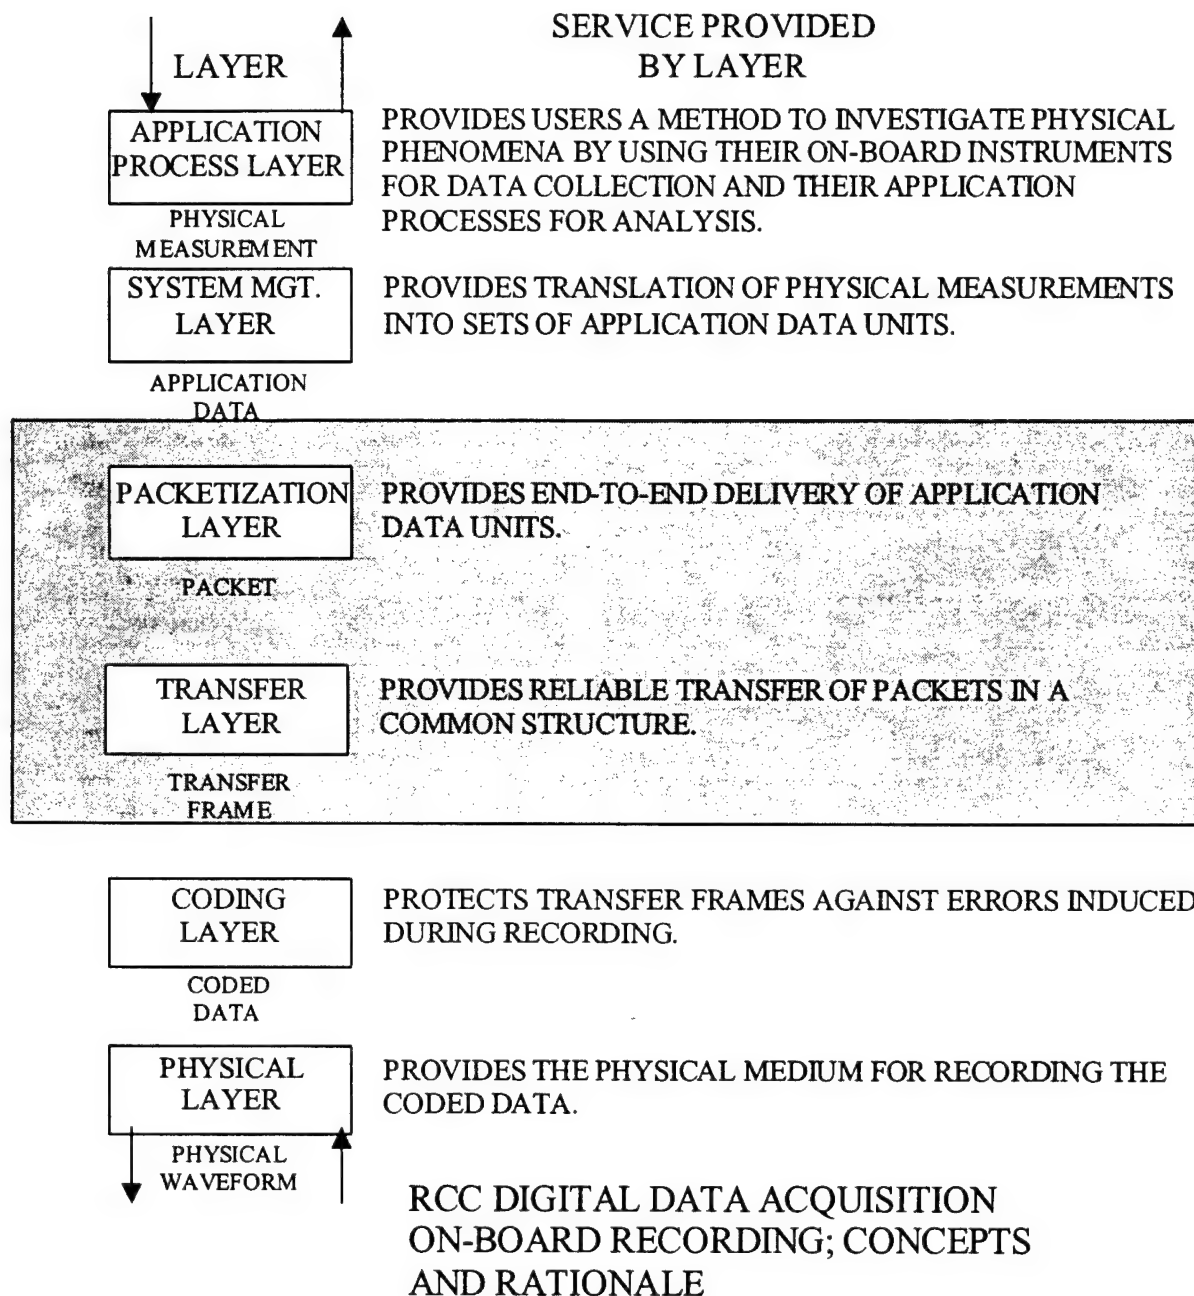 LAYER
SERVICE PROVIDED
BY LAYER
APPLICATION
PROCESS LAYER
PROVIDES USERS A METHOD TO INVESTIGATE PHYSICAL
PHENOMENA BY USING THEIR ON-BOARD INSTRUMENTS
FOR DATA COLLECTION AND THEIR APPLICATION
PROCESSES FOR ANALYSIS.
PHYSICAL
MEASUREMENT
SYSTEM MGT.
LAYER
PROVIDES TRANSLATION OF PHYSICAL MEASUREMENTS
INTO SETS OF APPLICATION DATA UNITS.
APPLICATION
DATA
PACKETIZATION
LAYER
PROVIDES END-TO-END DELIVERY OF APPLICATION
DATA UNITS.
PACKET
TRANSFER
LAYER
PROVIDES RELIABLE TRANSFER OF PACKETS IN A
COMMON STRUCTURE.
TRANSFER
FRAME
CODING
LAYER
PROTECTS TRANSFER FRAMES AGAINST ERRORS INDUCED
DURING RECORDING.
CODED
DATA
PHYSICAL
LAYER
PROVIDES THE PHYSICAL MEDIUM FOR RECORDING THE
CODED DATA.
PHYSICAL
WAVEFORM
RCC DIGITAL DATA ACQUISITION
ON-BOARD RECORDING; CONCEPTS
AND RATIONALE